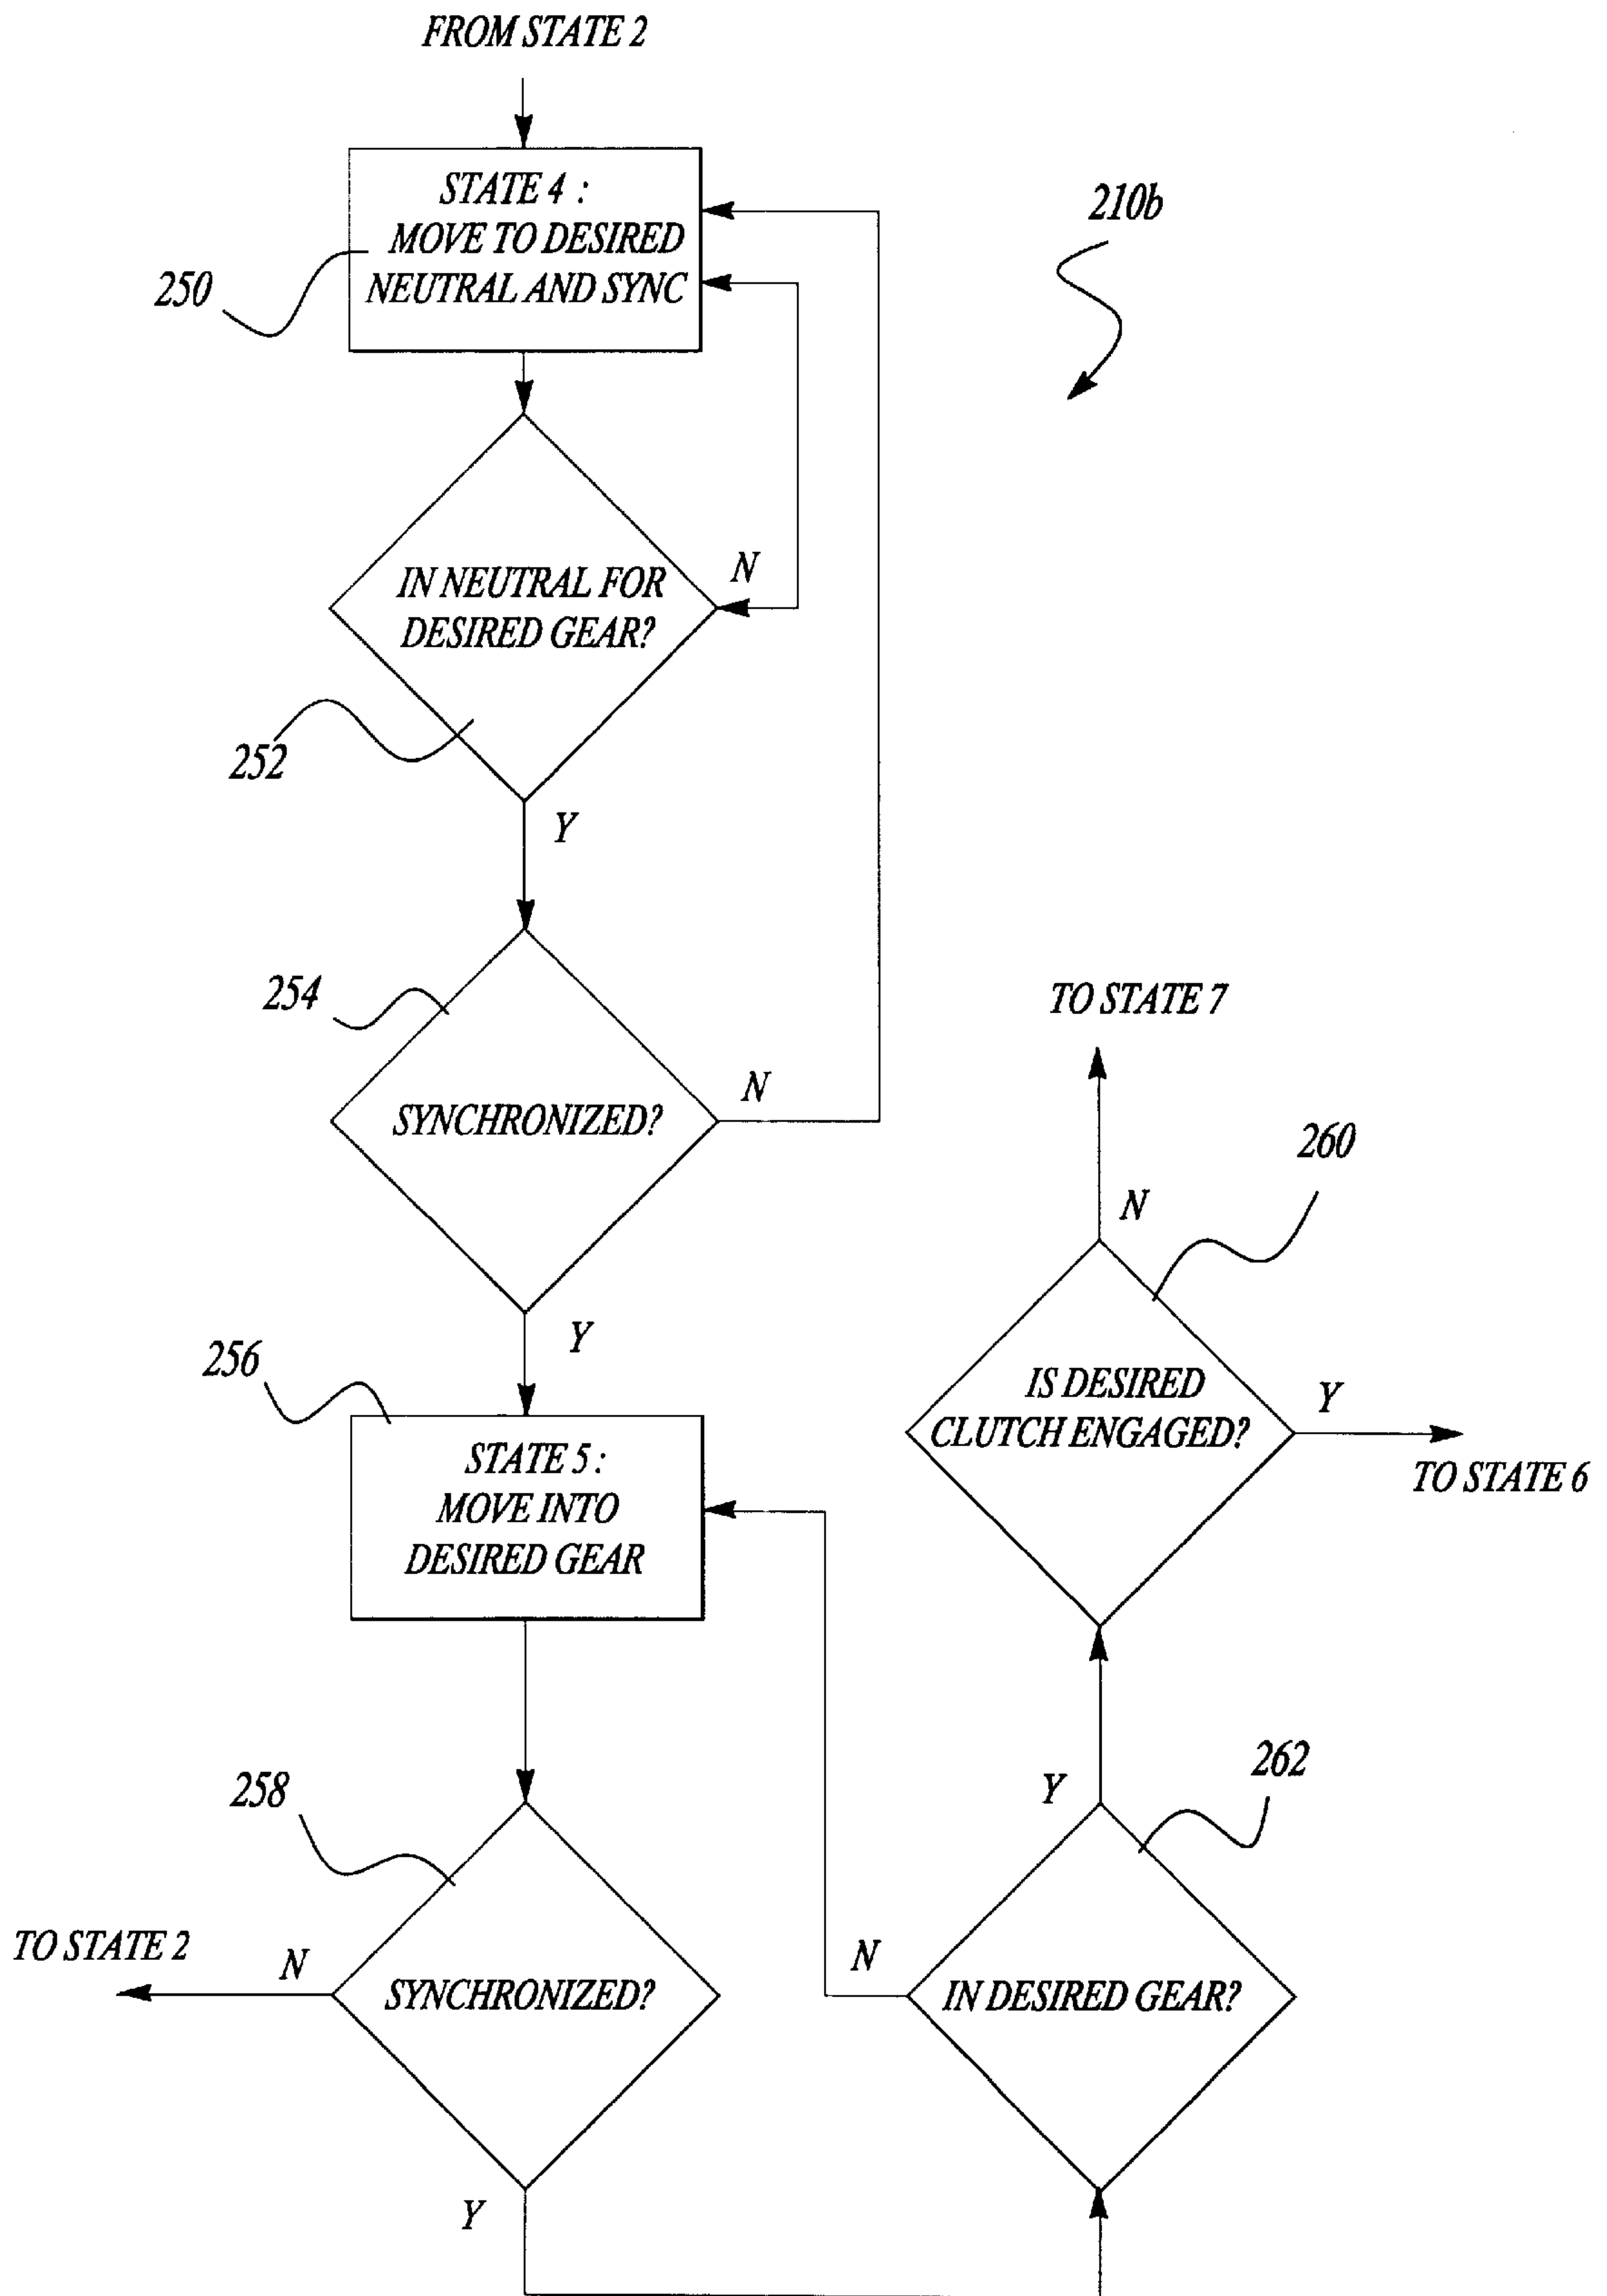 FROM STATE 2
STATE 4 :
MOVE TO DESIRED
NEUTRAL AND SYNC
250
210b
IN NEUTRAL FOR
DESIRED GEAR?
N
252
Y
254
SYNCHRONIZED?
N
Y
256
STATE 5 :
MOVE INTO
DESIRED GEAR
258
TO STATE 2
N
SYNCHRONIZED?
Y
TO STATE 7
260
N
IS DESIRED
CLUTCH ENGAGED?
Y
TO STATE 6
262
Y
N
IN DESIRED GEAR?